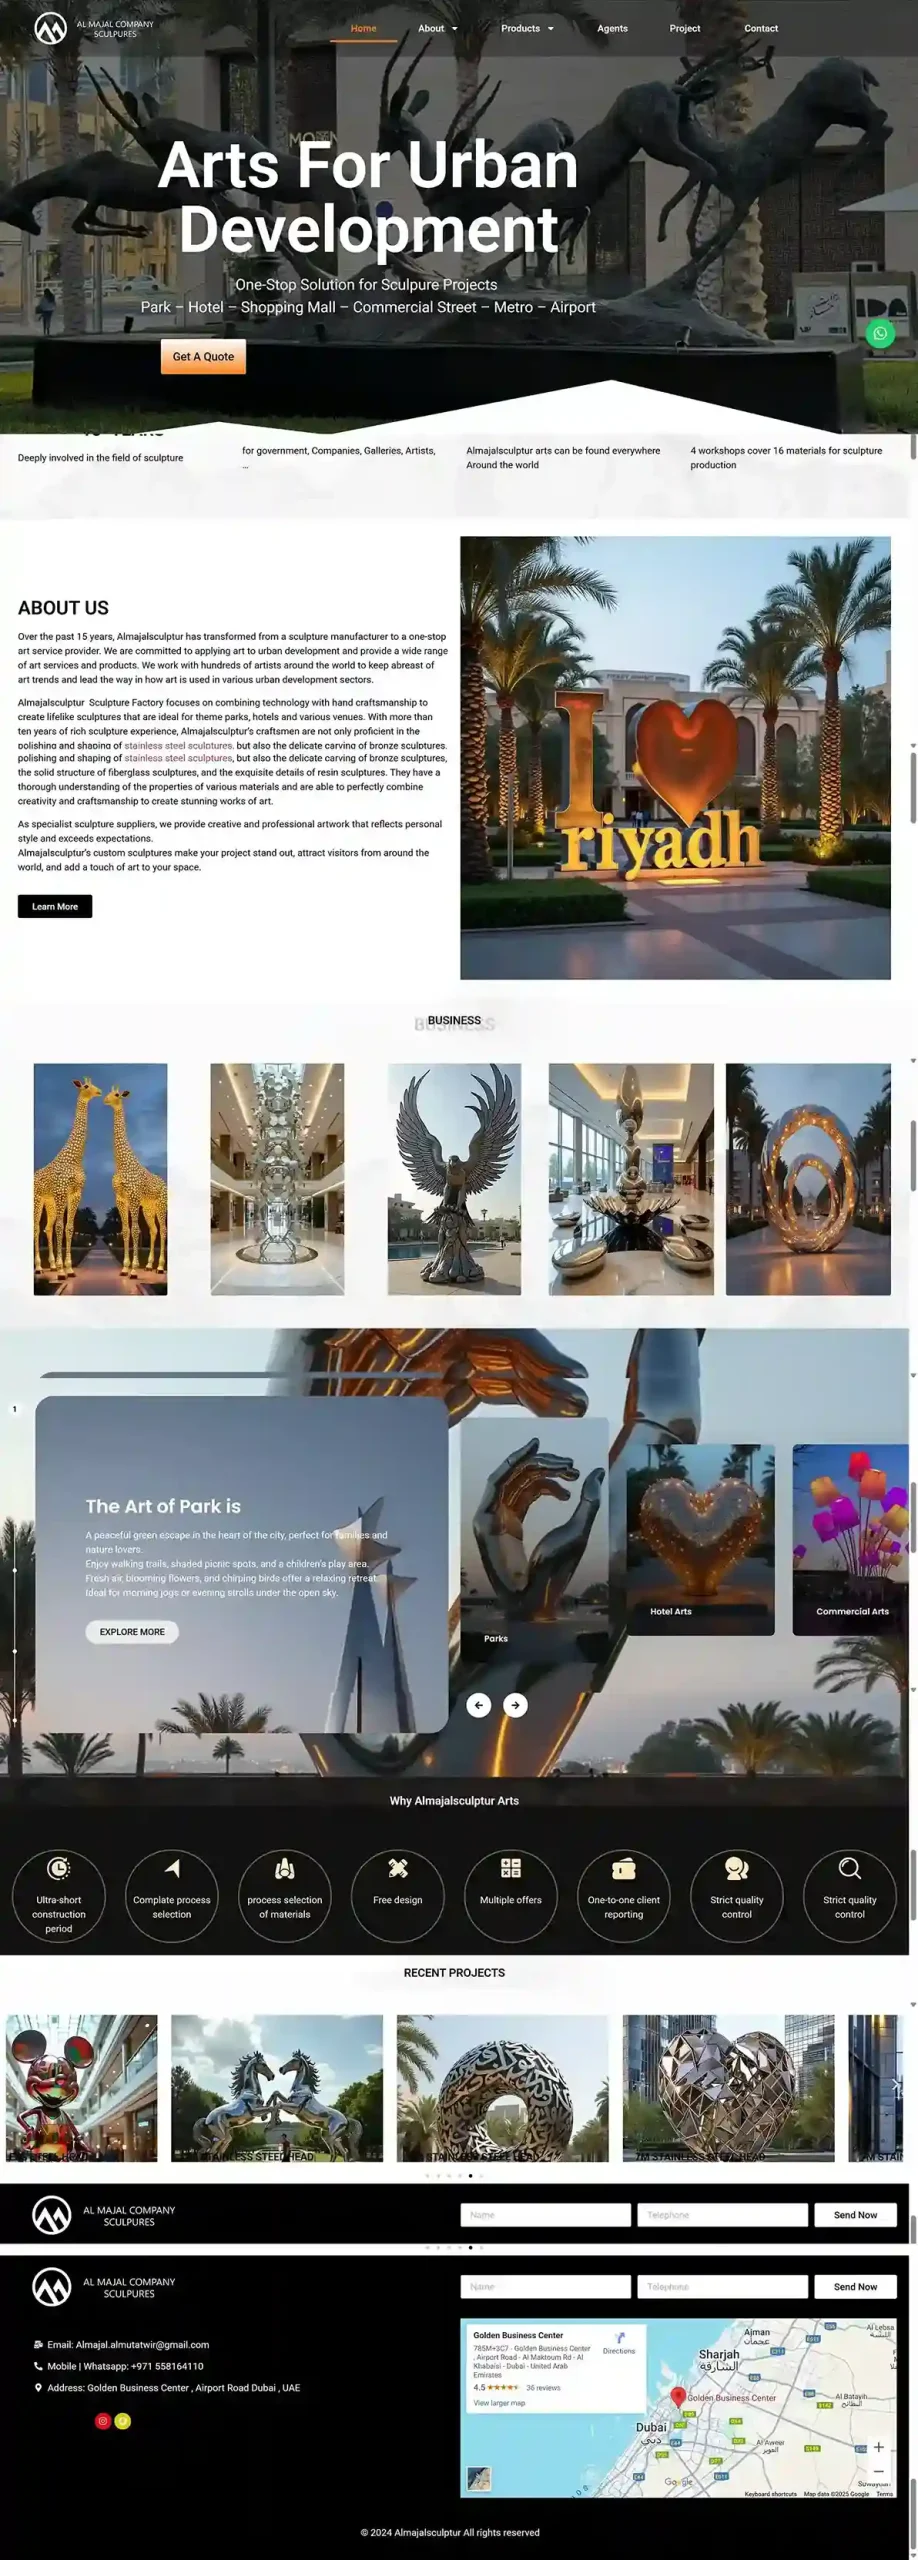 AL MAJAL COMPANY
SCULPURES
Home
About
Products
Agents
Project
Contact
Arts For Urban
Development
One-Stop Solution for Sculpure Projects
Park – Hotel – Shopping Mall – Commercial Street – Metro – Airport
Get A Quote
Deeply involved in the field of sculpture
for government, Companies, Galleries, Artists,
...
Almajalsculptur arts can be found everywhere
Around the world
4 workshops cover 16 materials for sculpture
production
ABOUT US
Over the past 15 years, Almajalsculptur has transformed from a sculpture manufacturer to a one-stop
art service provider. We are committed to applying art to urban development and provide a wide range
of art services and products. We work with hundreds of artists around the world to keep abreast of
art trends and lead the way in how art is used in various urban development sectors.
Almajalsculptur Sculpture Factory focuses on combining technology with hand craftsmanship to
create lifelike sculptures that are ideal for theme parks, hotels and various venues. With more than
ten years of rich sculpture experience, Almajalsculptur's craftsmen are not only proficient in the
polishing and shaping of stainless steel sculptures, but also the delicate carving of bronze sculptures,
polishing and shaping of stainless steel sculptures, but also the delicate carving of bronze sculptures,
the solid structure of fiberglass sculptures, and the exquisite details of resin sculptures. They have a
thorough understanding of the properties of various materials and are able to perfectly combine
creativity and craftsmanship to create stunning works of art.
As specialist sculpture suppliers, we provide creative and professional artwork that reflects personal
style and exceeds expectations.
Almajalsculptur's custom sculptures make your project stand out, attract visitors from around the
world, and add a touch of art to your space.
Learn More
I
riyadh
BUSINESS
BUSINESS
1
The Art of Park is
A peaceful green escape in the heart of the city, perfect for families and
nature lovers.
Enjoy walking trails, shaded picnic spots, and a children's play area.
Fresh air, blooming flowers, and chirping birds offer a relaxing retreat.
Ideal for morning jogs or evening strolls under the open sky.
EXPLORE MORE
Parks
Hotel Arts
Commercial Arts
Why Almajalsculptur Arts
Ultra-short
construction
period
Complate process
selection
process selection
of materials
Free design
Multiple offers
One-to-one client
reporting
Strict quality
control
Strict quality
control
RECENT PROJECTS
STAINLESS STEEL HEAD
STAINLESS STEEL HEAD
7M STAINLESS STEEL HEAD
AL MAJAL COMPANY
SCULPURES
Name
Telephone
Send Now
AL MAJAL COMPANY
SCULPURES
Name
Telephone
Send Now
Email: Almajal.almutatwir@gmail.com
Mobile | Whatsapp: +971 558164110
Address: Golden Business Center , Airport Road Dubai , UAE
Golden Business Center
785M+3C7 - Golden Business Center
, Airport Road - Al Maktoum Rd - Al
Khabaisi - Dubai - United Arab
Emirates
4.5
36 reviews
View larger map
Directions
Ajman
عجمان
Sharjah
الشارقة
Golden Business Center
Dubai
دبي
Al Batayih
البطائح
Al Aweer
العوير
Google
Keyboard shortcuts
Map data ©2025 Google
Terms
© 2024 Almajalsculptur All rights reserved